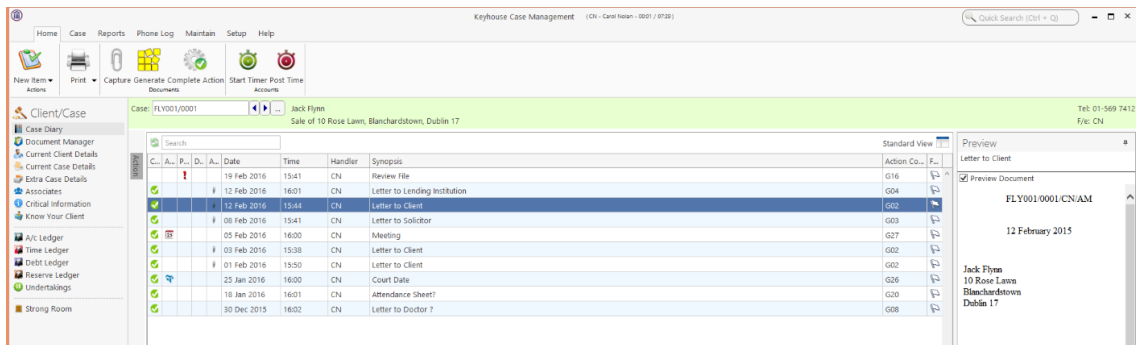 Keyhouse Case Management (CN - Carol Nolan - 0001 / 0728)
Quick Search (Ctrl + Q)
Home Case Reports Phone Log Maintain Setup Help
New Item Print Capture Generate Complete Action Start Timer Post Time
Actions Documents Accounts
Client/Case
Case Diary
Document Manager
Current Client Details
Current Case Details
Extra Case Details
Associates
Critical Information
Know Your Client
A/c Ledger
Time Ledger
Debt Ledger
Reserve Ledger
Undertakings
Strong Room
Case: FLY001/0001 ... Jack Flynn Tel: 01-569 7412
Sale of 10 Rose Lawn, Blanchardstown, Dublin 17 F/e: CN
Action
Search Standard View
C... A... P... D.. A... Date Time Handler Synopsis Action Co... F...
19 Feb 2016 15:41 CN Review File G16
12 Feb 2016 16:01 CN Letter to Lending Institution G04
12 Feb 2016 15:44 CN Letter to Client G02
08 Feb 2016 15:41 CN Letter to Solicitor G03
05 Feb 2016 16:00 CN Meeting G27
03 Feb 2016 15:38 CN Letter to Client G02
01 Feb 2016 15:50 CN Letter to Client G02
25 Jan 2016 16:00 CN Court Date G26
18 Jan 2016 16:01 CN Attendance Sheet? G20
30 Dec 2015 16:02 CN Letter to Doctor ? G08
Preview
Letter to Client
Preview Document
FLY001/0001/CN/AM
12 February 2015
Jack Flynn
10 Rose Lawn
Blanchardstown
Dublin 17